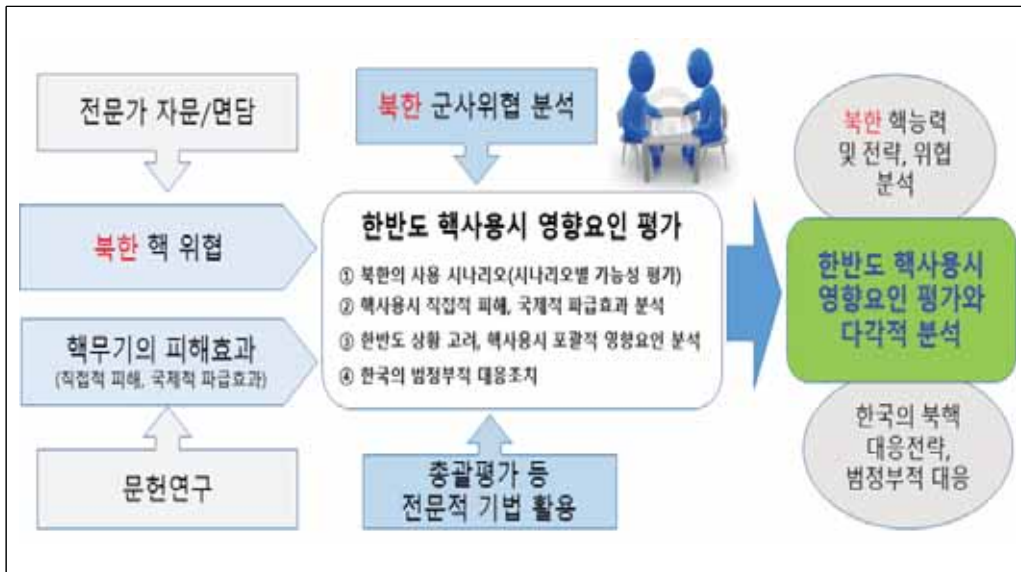 전문가 자문/면담
북한 핵 위협
핵무기의 피해효과
(직접적 피해, 국제적 파급효과)
문헌연구
북한 군사위협 분석
한반도 핵사용시 영향요인 평가
① 북한의 사용 시나리오(시나리오별 가능성 평가)
② 핵사용시 직접적 피해, 국제적 파급효과 분석
③ 한반도 상황 고려, 핵사용시 포괄적 영향요인 분석
④ 한국의 범정부적 대응조치
총괄평가 등
전문적 기법 활용
북한 핵능력
및 전략, 위협
분석
한반도 핵사용시
영향요인 평가와
다각적 분석
한국의 북핵
대응전략,
범정부적 대응